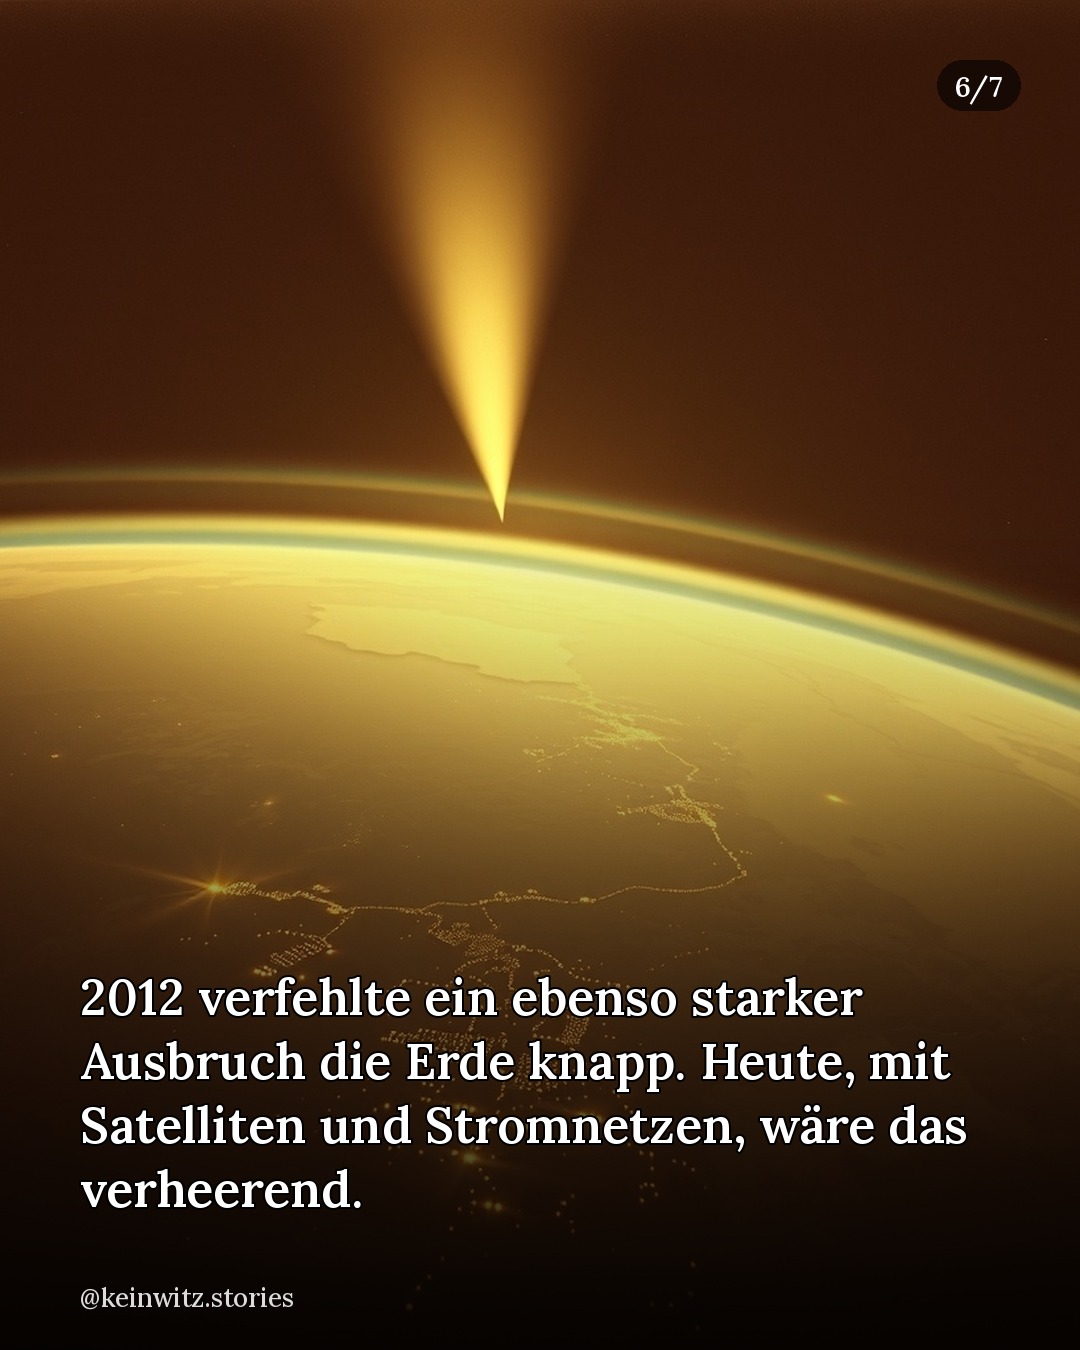 6/7
2012 verfehlte ein ebenso starker
Ausbruch die Erde knapp. Heute, mit
Satelliten und Stromnetzen, wäre das
verheerend.
@keinwitz.stories